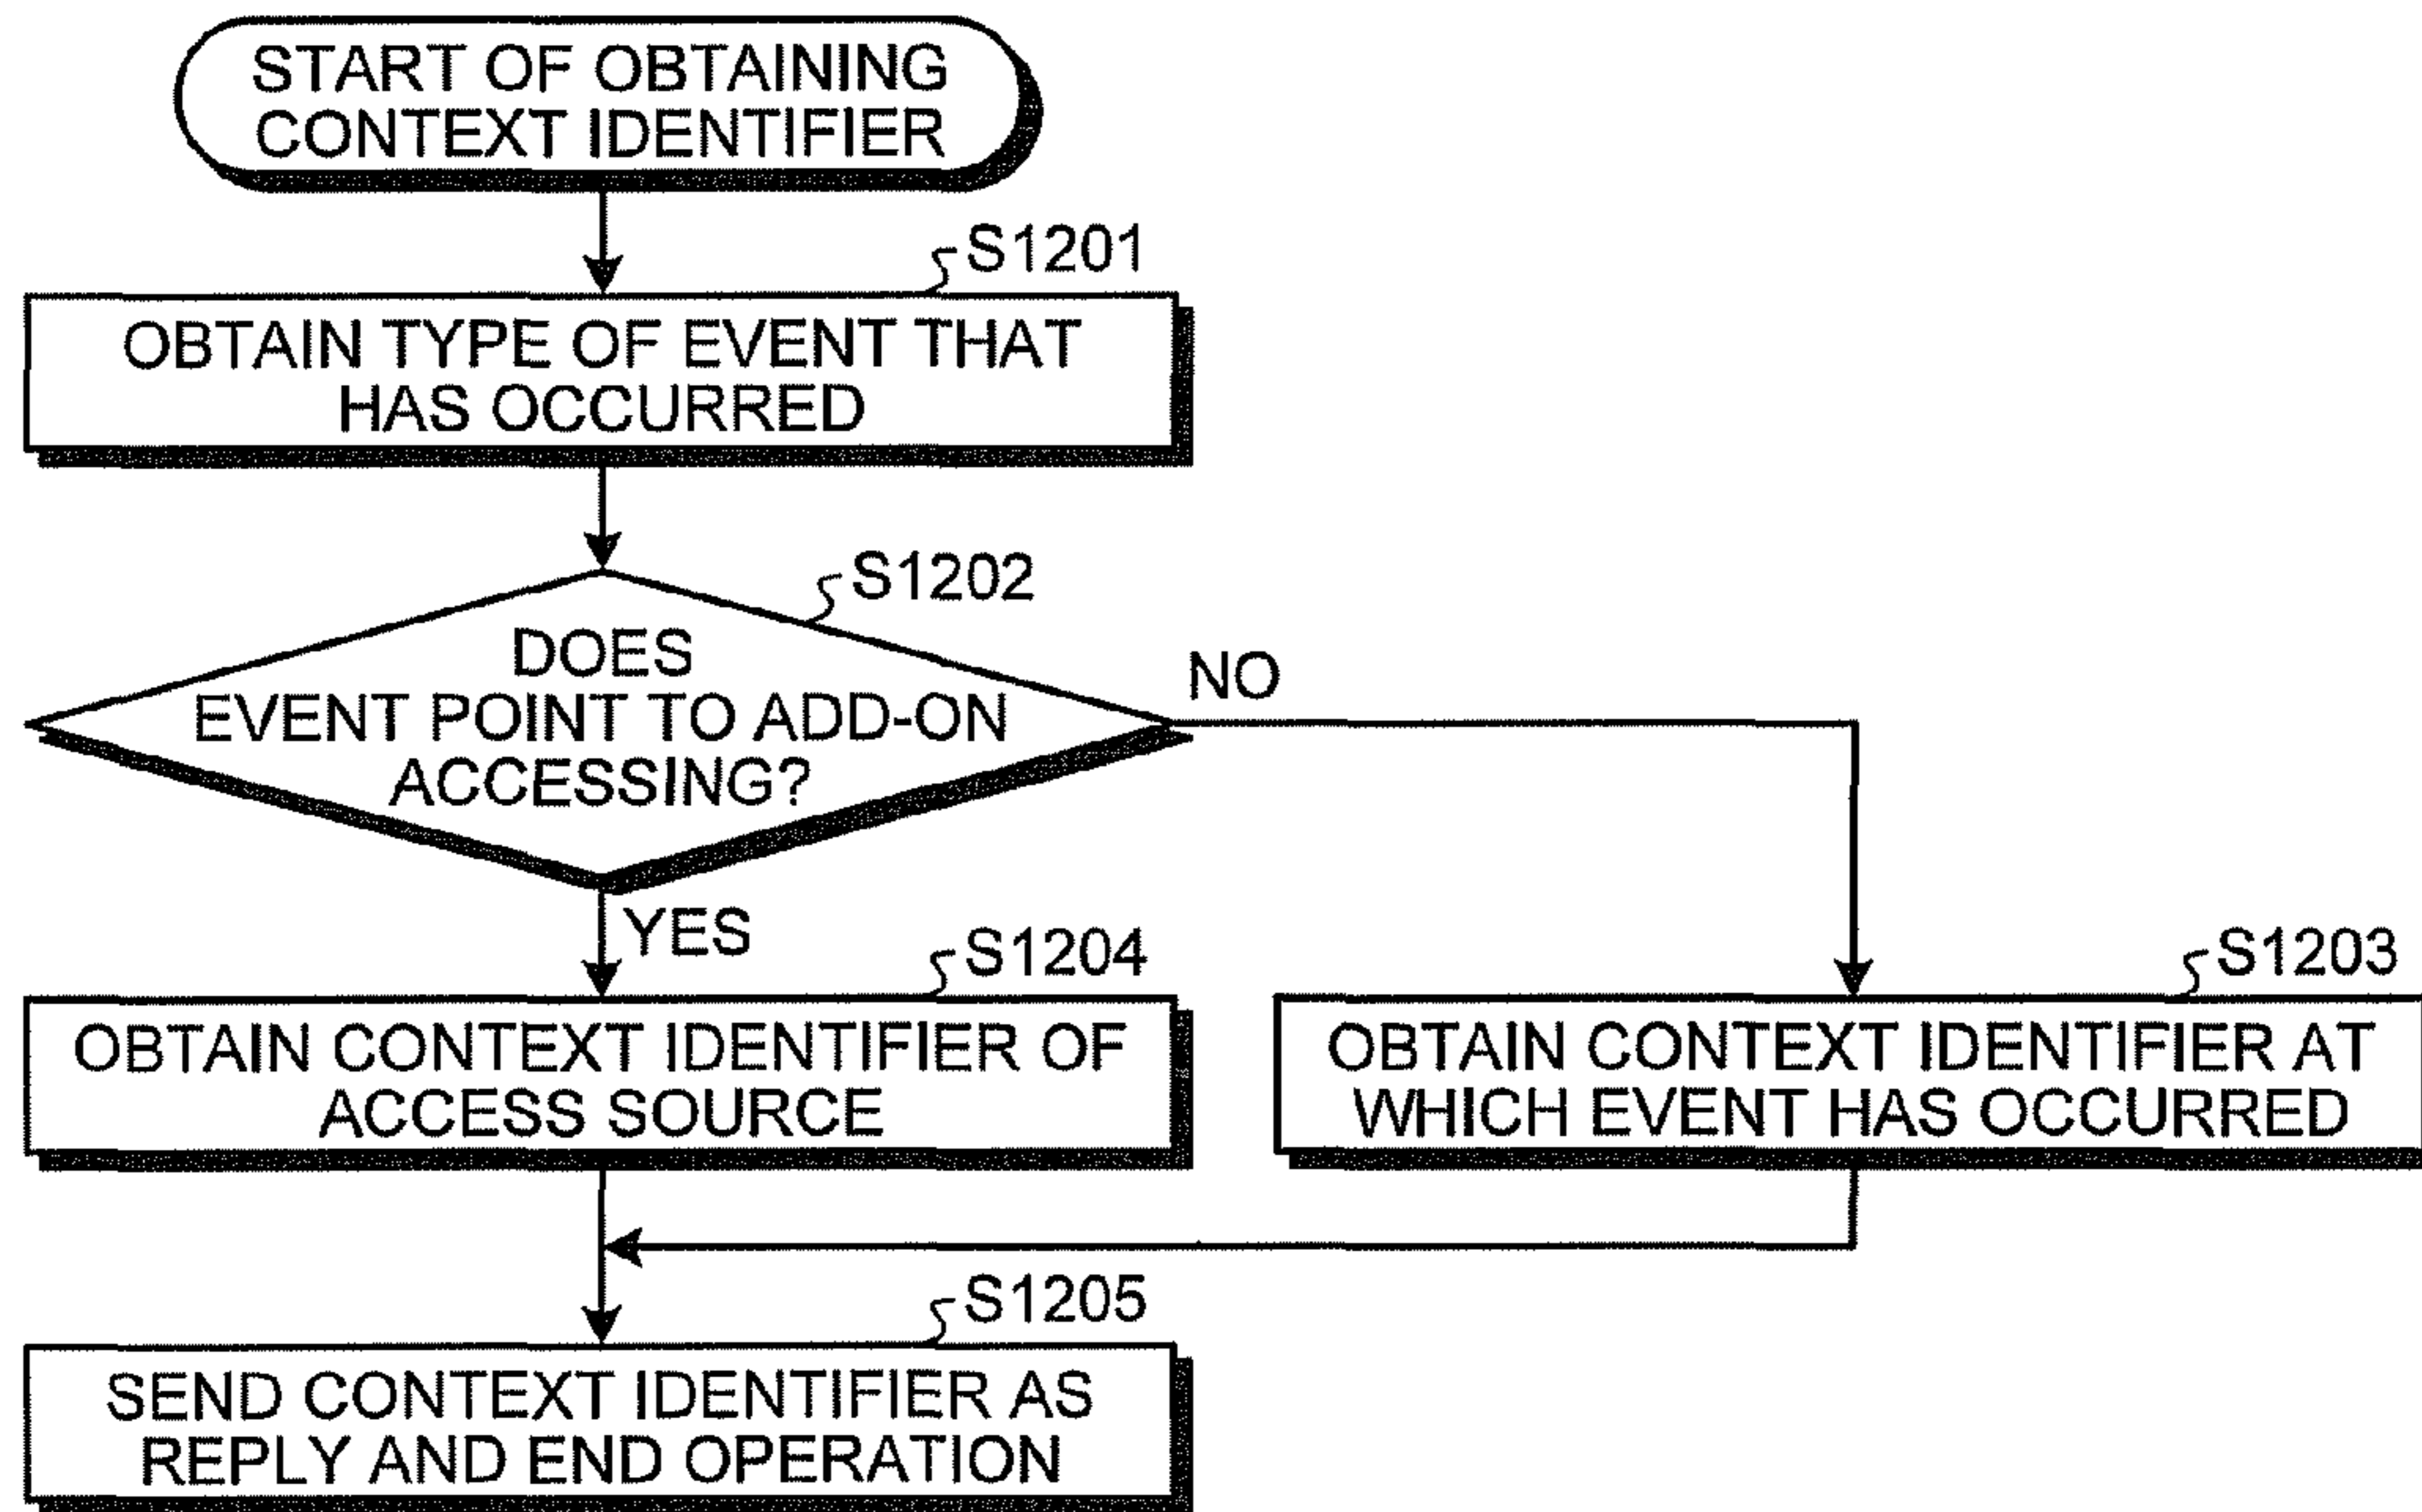 START OF OBTAINING
CONTEXT IDENTIFIER
S1201
OBTAIN TYPE OF EVENT THAT
HAS OCCURRED
S1202
DOES
EVENT POINT TO ADD-ON
ACCESSING?
NO
YES
S1204
OBTAIN CONTEXT IDENTIFIER OF
ACCESS SOURCE
S1203
OBTAIN CONTEXT IDENTIFIER AT
WHICH EVENT HAS OCCURRED
S1205
SEND CONTEXT IDENTIFIER AS
REPLY AND END OPERATION